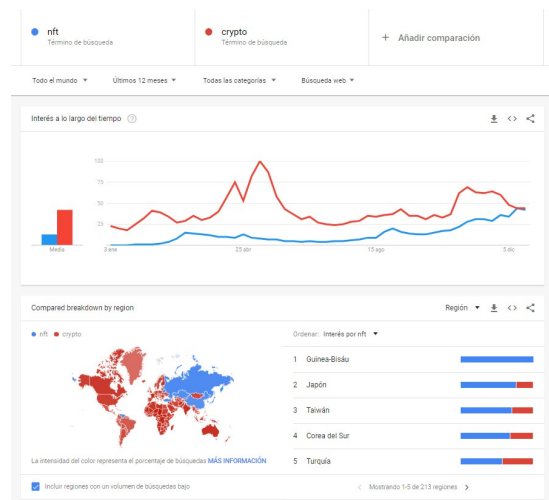 nft
Término de búsqueda
crypto
Término de búsqueda
+ Añadir comparación
Todo el mundo
Últimos 12 meses
Todas las categorías
Búsqueda web
Interés a lo largo del tiempo
100
75
50
25
Media
3 ene
25 abr
15 ago
5 dic
Compared breakdown by region
Región
nft
crypto
Ordenar: Interés por nft
1 Guinea-Bisáu
2 Japón
3 Taiwán
4 Corea del Sur
5 Turquía
La intensidad del color representa el porcentaje de búsquedas MÁS INFORMACIÓN
Incluir regiones con un volumen de búsquedas bajo
Mostrando 1-5 de 213 regiones